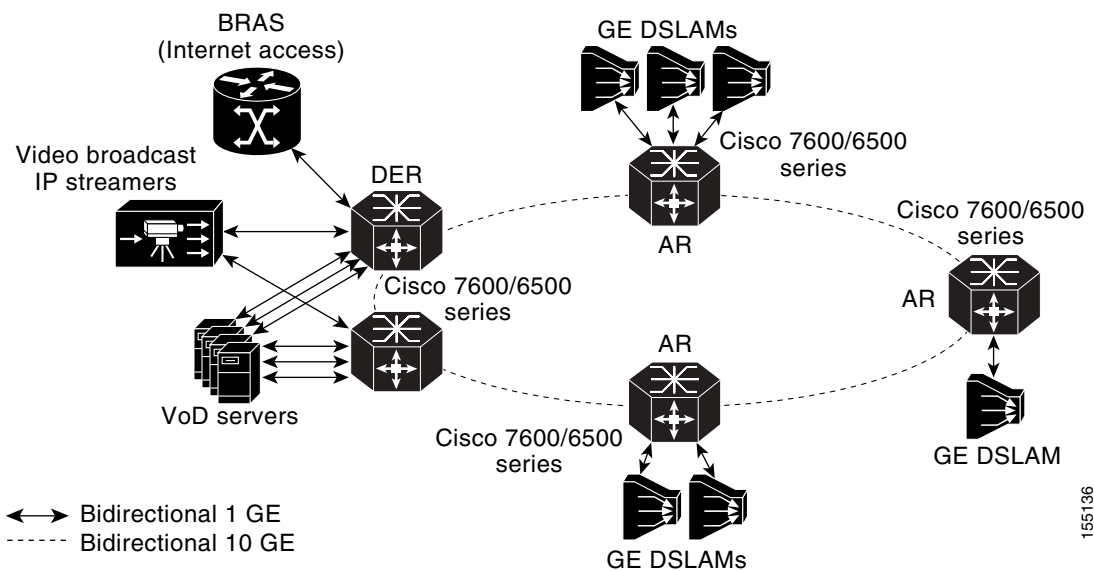 BRAS
(Internet access)
GE DSLAMs
Video broadcast
IP streamers
DER
Cisco 7600/6500
series
AR
Cisco 7600/6500
series
AR
Cisco 7600/6500
series
AR
VoD servers
Cisco 7600/6500
series
GE DSLAM
GE DSLAMs
Bidirectional 1 GE
Bidirectional 10 GE
155136